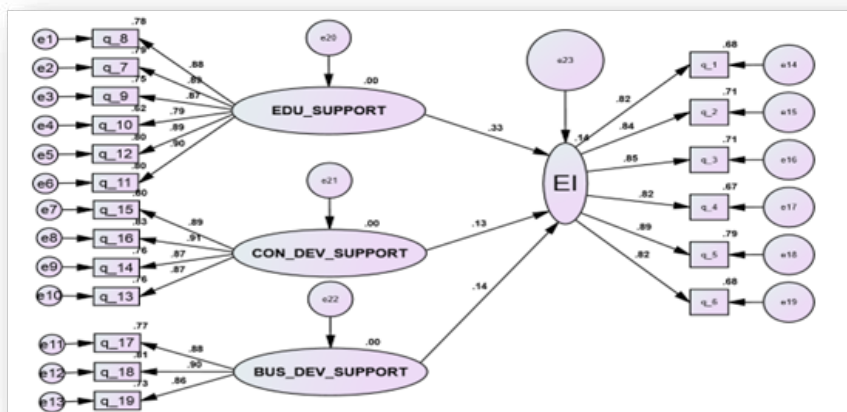 .78
e1 q_8
.79
e2 q_7
.75
e3 q_9
.62
e4 q_10
.80
e5 q_12
.80
e6 q_11
.88
.87
.79
.89
.90
e20
.00
EDU_SUPPORT
.33
.80
e7 q_15
.83
e8 q_16
.76
e9 q_14
.76
e10 q_13
.89
.91
.87
.87
e21
.00
CON_DEV_SUPPORT
.13
.77
e11 q_17
.81
e12 q_18
.73
e13 q_19
.88
.90
.86
e22
.00
BUS_DEV_SUPPORT
.14
e23
.14
EI
.82
.84
.85
.82
.89
.82
.68
q_1 e14
.71
q_2 e15
.71
q_3 e16
.67
q_4 e17
.79
q_5 e18
.68
q_6 e19